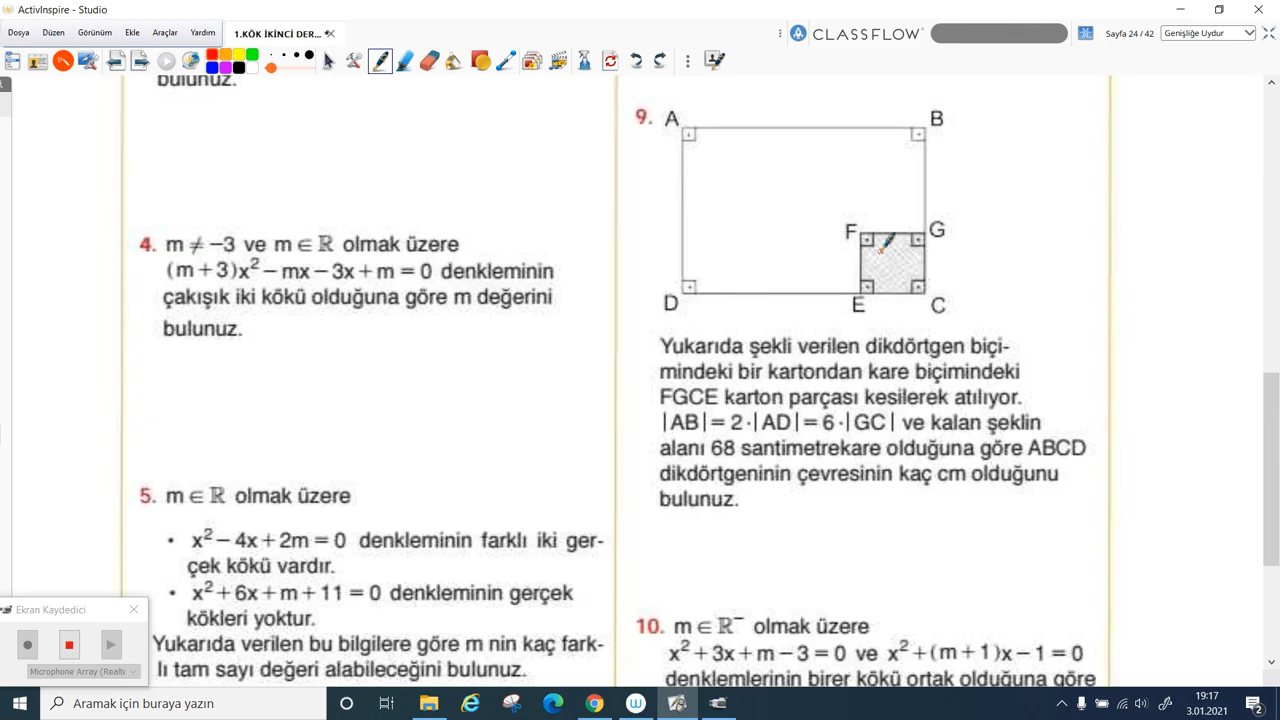 ActivInspire - Studio
Dosya Düzen Görünüm Ekle Araçlar Yardım
1.KÖK İKİNCİ DER...
CLASSFLOW
Sayfa 24 / 42
Genişliğe Uydur
bulunuz.
4. m ≠ −3 ve m ∈ ℝ olmak üzere
(m + 3)x² − mx − 3x + m = 0 denkleminin
çakışık iki kökü olduğuna göre m değerini
bulunuz.
5. m ∈ ℝ olmak üzere
• x² − 4x + 2m = 0 denkleminin farklı iki ger-
çek kökü vardır.
• x² + 6x + m + 11 = 0 denkleminin gerçek
kökleri yoktur.
Yukarıda verilen bu bilgilere göre m nin kaç fark-
lı tam sayı değeri alabileceğini bulunuz.
9. A B
F G
D E C
Yukarıda şekli verilen dikdörtgen biçi-
mindeki bir kartondan kare biçimindeki
FGCE karton parçası kesilerek atılıyor.
|AB| = 2·|AD| = 6·|GC| ve kalan şeklin
alanı 68 santimetrekare olduğuna göre ABCD
dikdörtgeninin çevresinin kaç cm olduğunu
bulunuz.
10. m ∈ ℝ⁻ olmak üzere
x² + 3x + m − 3 = 0 ve x² + (m + 1)x − 1 = 0
denklemlerinin birer kökü ortak olduğuna göre
Ekran Kaydedici
Microphone Array (Realt
Aramak için buraya yazın
19:17
3.01.2021
2